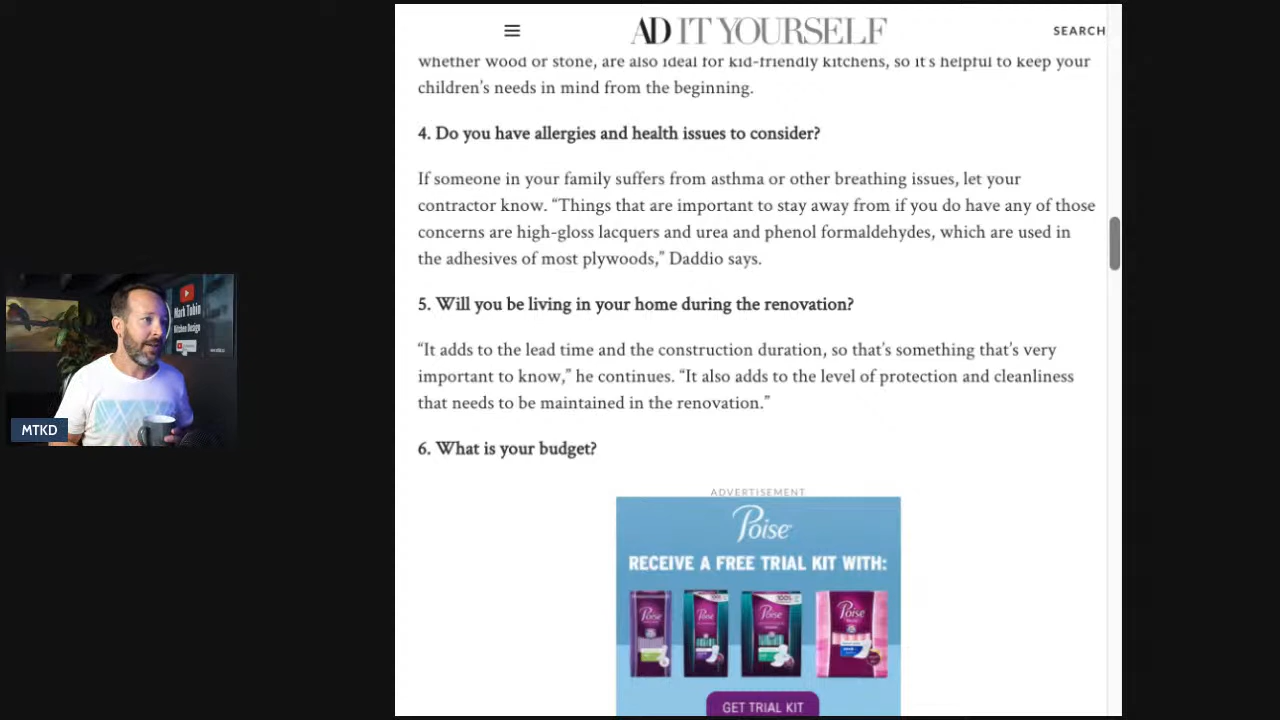 AD IT YOURSELF
SEARCH
whether wood or stone, are also ideal for kid-friendly kitchens, so it's helpful to keep your
children's needs in mind from the beginning.
4. Do you have allergies and health issues to consider?
If someone in your family suffers from asthma or other breathing issues, let your
contractor know. “Things that are important to stay away from if you do have any of those
concerns are high-gloss lacquers and urea and phenol formaldehydes, which are used in
the adhesives of most plywoods,” Daddio says.
5. Will you be living in your home during the renovation?
“It adds to the lead time and the construction duration, so that’s something that’s very
important to know,” he continues. “It also adds to the level of protection and cleanliness
that needs to be maintained in the renovation.”
6. What is your budget?
ADVERTISEMENT
Poise
RECEIVE A FREE TRIAL KIT WITH:
Poise
Poise
Poise
Poise
GET TRIAL KIT
Mark Tobin
Kitchen Design
MTKD